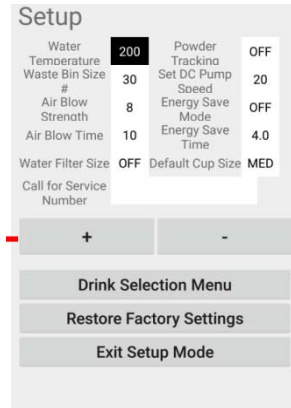 Setup
Water Temperature 200 Powder Tracking OFF
Waste Bin Size # 30 Set DC Pump Speed 20
Air Blow Strength 8 Energy Save Mode OFF
Air Blow Time 10 Energy Save Time 4.0
Water Filter Size OFF Default Cup Size MED
Call for Service Number
+ -
Drink Selection Menu
Restore Factory Settings
Exit Setup Mode